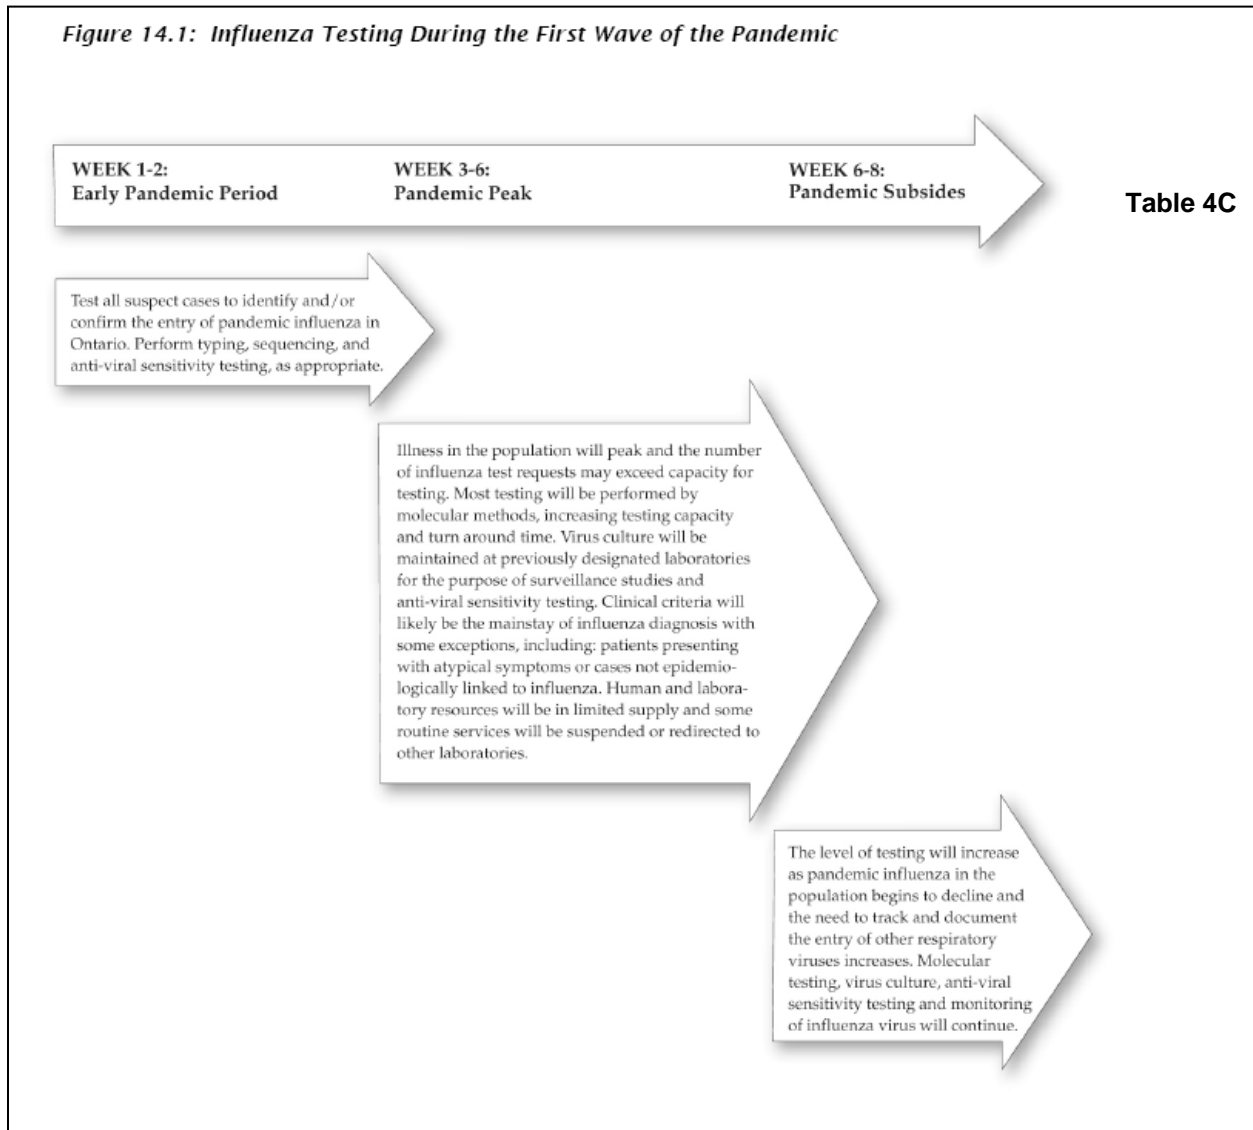 Figure 14.1: Influenza Testing During the First Wave of the Pandemic
WEEK 1-2:
Early Pandemic Period
WEEK 3-6:
Pandemic Peak
WEEK 6-8:
Pandemic Subsides
Table 4C
Test all suspect cases to identify and/or
confirm the entry of pandemic influenza in
Ontario. Perform typing, sequencing, and
anti-viral sensitivity testing, as appropriate.
Illness in the population will peak and the number
of influenza test requests may exceed capacity for
testing. Most testing will be performed by
molecular methods, increasing testing capacity
and turn around time. Virus culture will be
maintained at previously designated laboratories
for the purpose of surveillance studies and
anti-viral sensitivity testing. Clinical criteria will
likely be the mainstay of influenza diagnosis with
some exceptions, including: patients presenting
with atypical symptoms or cases not epidemio-
logically linked to influenza. Human and labora-
tory resources will be in limited supply and some
routine services will be suspended or redirected to
other laboratories.
The level of testing will increase
as pandemic influenza in the
population begins to decline and
the need to track and document
the entry of other respiratory
viruses increases. Molecular
testing, virus culture, anti-viral
sensitivity testing and monitoring
of influenza virus will continue.